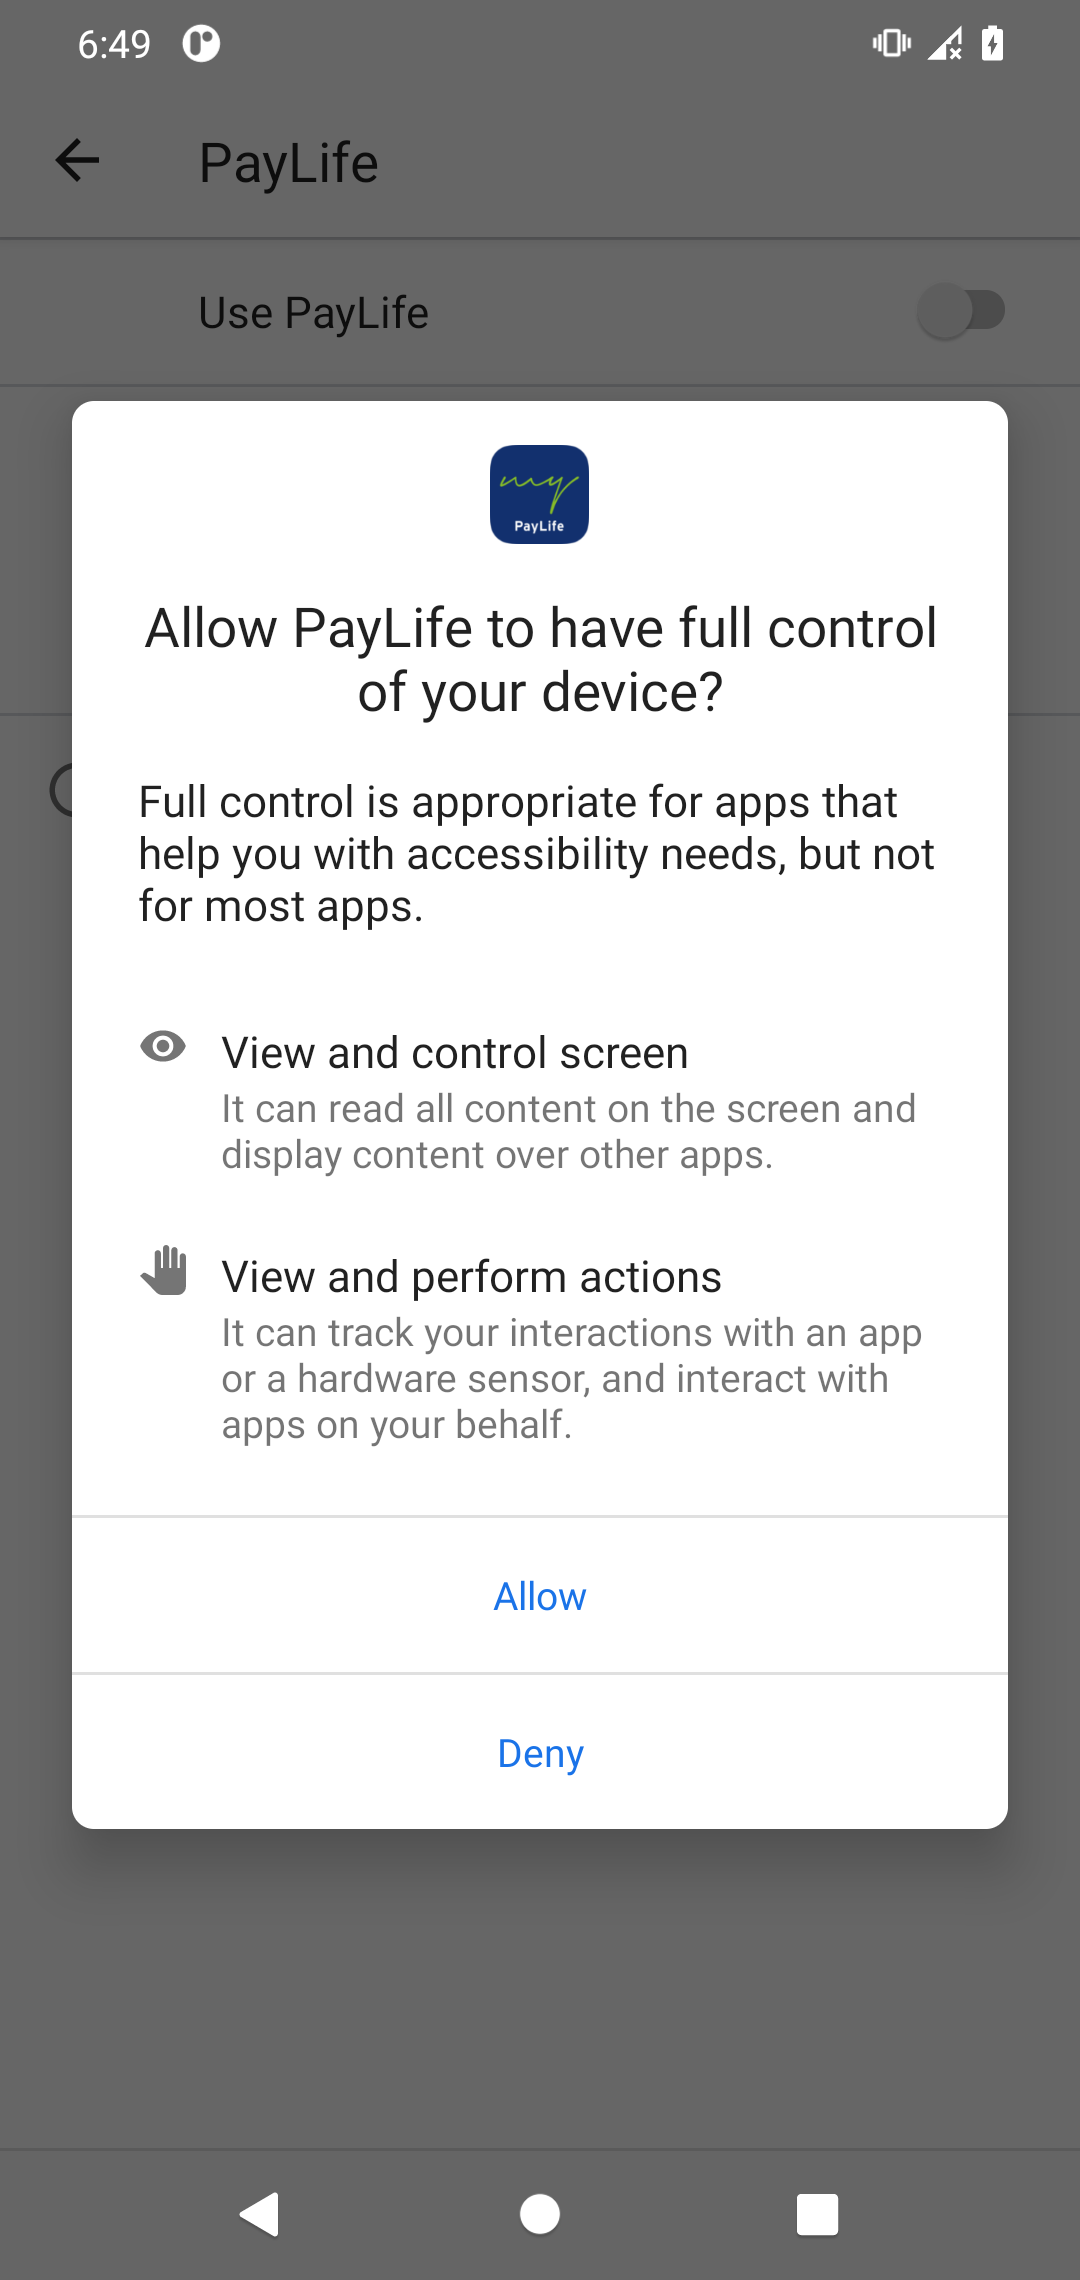 6:49
PayLife
Use PayLife
my
PayLife
Allow PayLife to have full control
of your device?
Full control is appropriate for apps that
help you with accessibility needs, but not
for most apps.
View and control screen
It can read all content on the screen and
display content over other apps.
View and perform actions
It can track your interactions with an app
or a hardware sensor, and interact with
apps on your behalf.
Allow
Deny